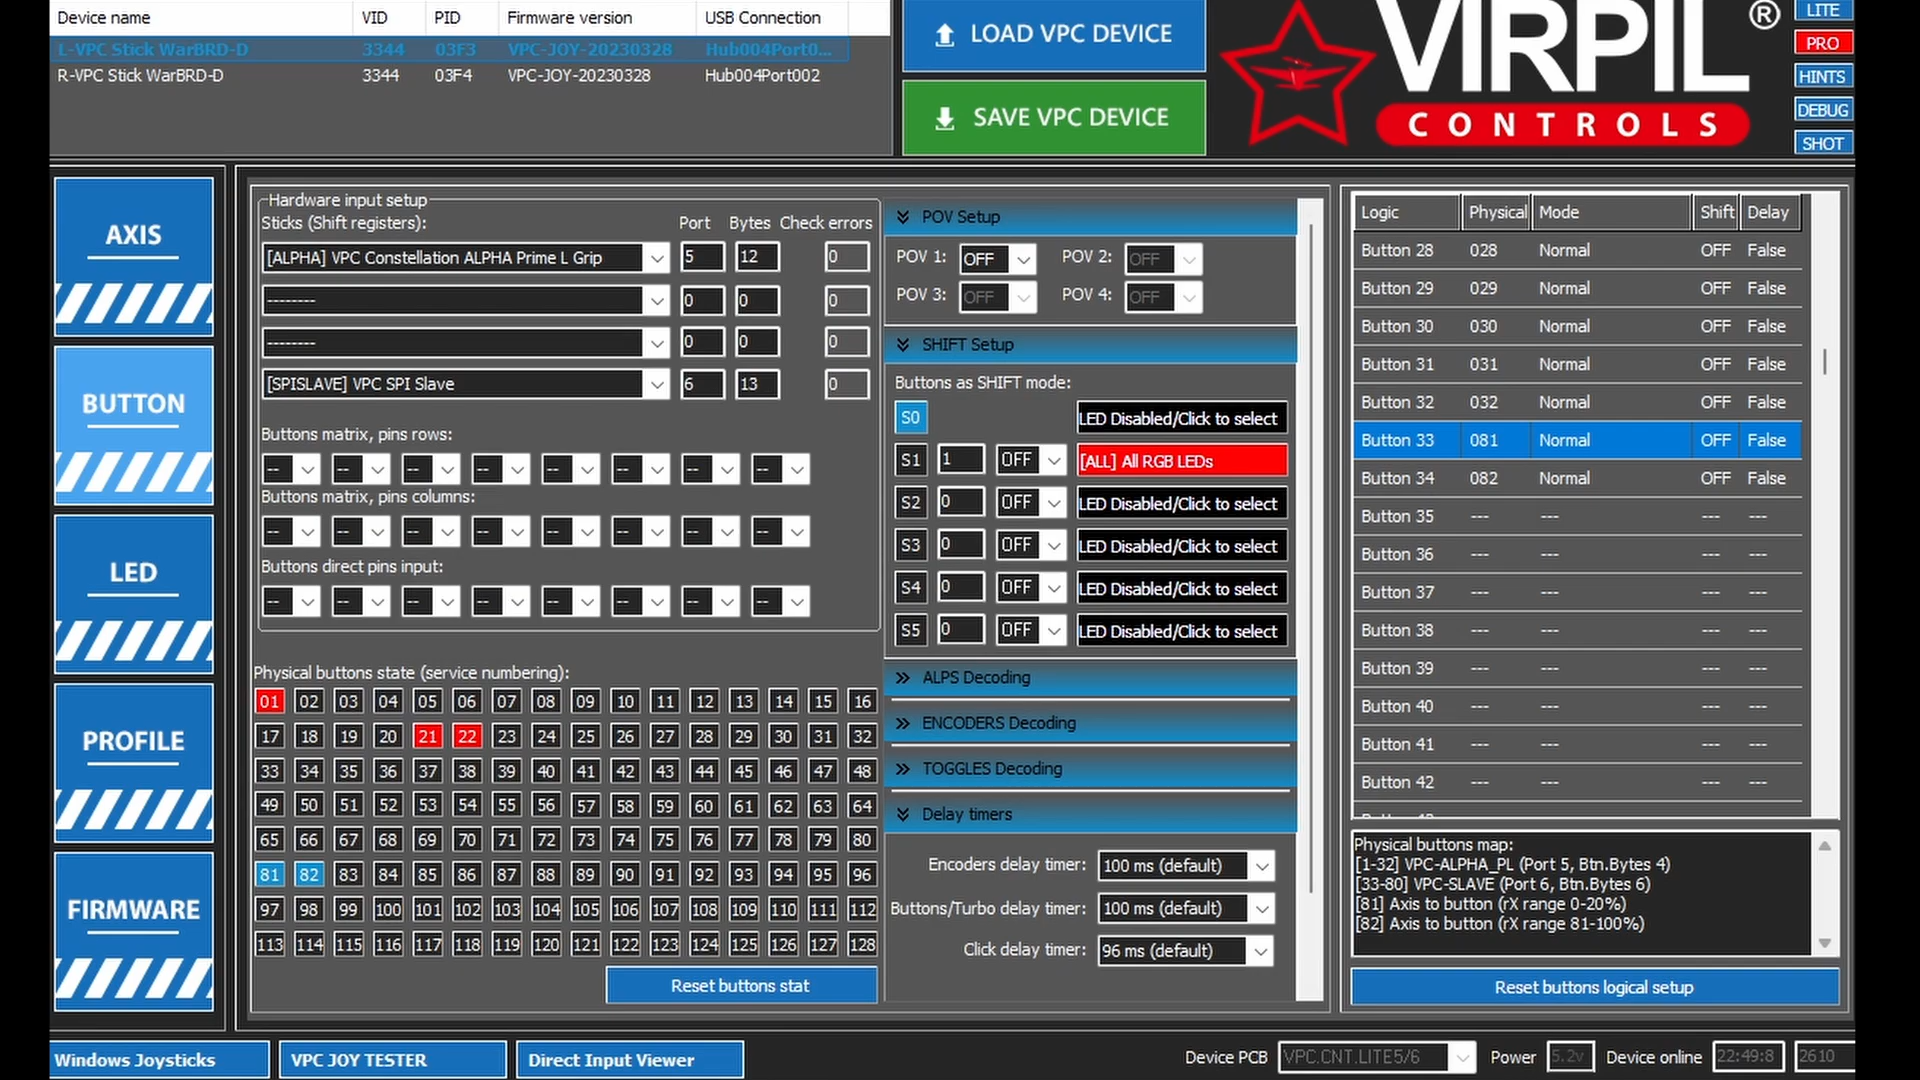 Device name VID PID Firmware version USB Connection
L-VPC Stick WarBRD-D 3344 03F3 VPC-JOY-20230328 Hub004Port0...
R-VPC Stick WarBRD-D 3344 03F4 VPC-JOY-20230328 Hub004Port002
LOAD VPC DEVICE
SAVE VPC DEVICE
VIRPIL ®
CONTROLS
LITE
PRO
HINTS
DEBUG
SHOT
AXIS
BUTTON
LED
PROFILE
FIRMWARE
Hardware input setup
Sticks (Shift registers): Port Bytes Check errors
[ALPHA] VPC Constellation ALPHA Prime L Grip 5 12 0
-------- 0 0 0
-------- 0 0 0
[SPISLAVE] VPC SPI Slave 6 13 0
Buttons matrix, pins rows:
-- -- -- -- -- -- -- --
Buttons matrix, pins columns:
-- -- -- -- -- -- -- --
Buttons direct pins input:
-- -- -- -- -- -- -- --
Physical buttons state (service numbering):
01 02 03 04 05 06 07 08 09 10 11 12 13 14 15 16
17 18 19 20 21 22 23 24 25 26 27 28 29 30 31 32
33 34 35 36 37 38 39 40 41 42 43 44 45 46 47 48
49 50 51 52 53 54 55 56 57 58 59 60 61 62 63 64
65 66 67 68 69 70 71 72 73 74 75 76 77 78 79 80
81 82 83 84 85 86 87 88 89 90 91 92 93 94 95 96
97 98 99 100 101 102 103 104 105 106 107 108 109 110 111 112
113 114 115 116 117 118 119 120 121 122 123 124 125 126 127 128
Reset buttons stat
POV Setup
POV 1: OFF POV 2: OFF
POV 3: OFF POV 4: OFF
SHIFT Setup
Buttons as SHIFT mode:
S0 LED Disabled/Click to select
S1 1 OFF [ALL] All RGB LEDs
S2 0 OFF LED Disabled/Click to select
S3 0 OFF LED Disabled/Click to select
S4 0 OFF LED Disabled/Click to select
S5 0 OFF LED Disabled/Click to select
ALPS Decoding
ENCODERS Decoding
TOGGLES Decoding
Delay timers
Encoders delay timer: 100 ms (default)
Buttons/Turbo delay timer: 100 ms (default)
Click delay timer: 96 ms (default)
Logic Physical Mode Shift Delay
Button 28 028 Normal OFF False
Button 29 029 Normal OFF False
Button 30 030 Normal OFF False
Button 31 031 Normal OFF False
Button 32 032 Normal OFF False
Button 33 081 Normal OFF False
Button 34 082 Normal OFF False
Button 35 --- --- --- ---
Button 36 --- --- --- ---
Button 37 --- --- --- ---
Button 38 --- --- --- ---
Button 39 --- --- --- ---
Button 40 --- --- --- ---
Button 41 --- --- --- ---
Button 42 --- --- --- ---
Physical buttons map:
[1-32] VPC-ALPHA_PL (Port 5, Btn.Bytes 4)
[33-80] VPC-SLAVE (Port 6, Btn.Bytes 6)
[81] Axis to button (rX range 0-20%)
[82] Axis to button (rX range 81-100%)
Reset buttons logical setup
Windows Joysticks VPC JOY TESTER Direct Input Viewer Device PCB VPC.CNT.LITE5/6 Power 5.2v Device online 22:49:8 2610